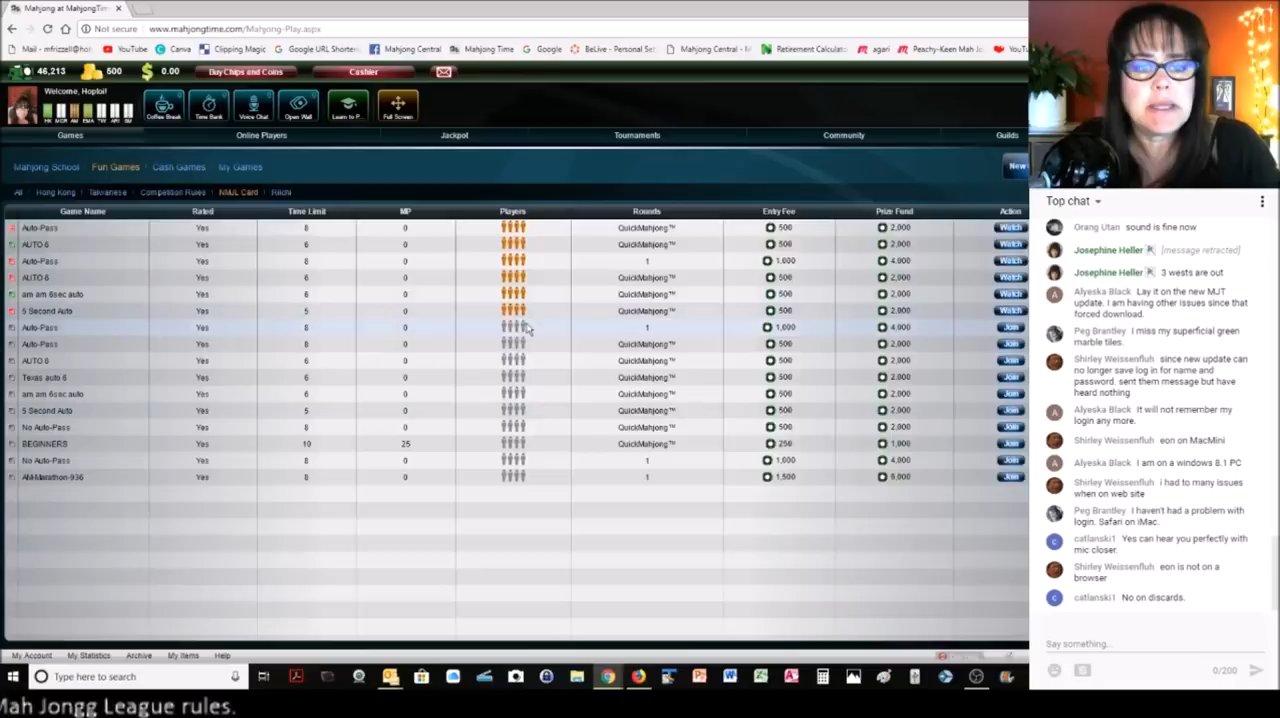 Mahjong at MahjongTim
Not secure www.mahjongtime.com/Mahjong-Play.aspx
Mail - mfrizzell@ho YouTube Canva Clipping Magic Google URL Shorten Mahjong Central Mahjong Time Google BeLive - Personal Se Mahjong Central - M Retirement Calculato agari Peachy-Keen Mah Jo YouTu
46,213 500 0.00 Buy Chips and Coins Cashier
Welcome, Hoptoi!
Coffee Break Time Bank Voice Chat Open Wall Learn to P... Full Screen
Games Online Players Jackpot Tournaments Community Guilds
Mahjong School Fun Games Cash Games My Games New
All Hong Kong Taiwanese Competition Rules NMJL Card Riichi
Game Name Rated Time Limit MP Players Rounds Entry Fee Prize Fund Action
Auto-Pass Yes 8 0 QuickMahjong™ 500 2,000 Watch
AUTO 6 Yes 6 0 QuickMahjong™ 500 2,000 Watch
Auto-Pass Yes 8 0 1 1,000 4,000 Watch
AUTO 6 Yes 6 0 QuickMahjong™ 500 2,000 Watch
am am 6sec auto Yes 6 0 QuickMahjong™ 500 2,000 Watch
5 Second Auto Yes 5 0 QuickMahjong™ 500 2,000 Watch
Auto-Pass Yes 8 0 1 1,000 4,000 Join
Auto-Pass Yes 8 0 QuickMahjong™ 500 2,000 Join
AUTO 6 Yes 6 0 QuickMahjong™ 500 2,000 Join
Texas auto 6 Yes 6 0 QuickMahjong™ 500 2,000 Join
am am 6sec auto Yes 6 0 QuickMahjong™ 500 2,000 Join
5 Second Auto Yes 5 0 QuickMahjong™ 500 2,000 Join
No Auto-Pass Yes 8 0 QuickMahjong™ 500 2,000 Join
BEGINNERS Yes 10 25 QuickMahjong™ 250 1,000 Join
No Auto-Pass Yes 8 0 1 1,000 4,000 Join
AM-Marathon-936 Yes 8 0 1 1,500 6,000 Join
My Account My Statistics Archive My Items Help
Type here to search
Mah Jongg League rules.
Top chat
Orang Utan sound is fine now
Josephine Heller [message retracted]
Josephine Heller 3 wests are out
Alyeska Black Lay it on the new MJT
update. I am having other issues since that
forced download.
Peg Brantley I miss my superficial green
marble tiles.
Shirley Weissenfluh since new update can
no longer save log in for name and
password. sent them message but have
heard nothing
Alyeska Black It will not remember my
login any more.
Shirley Weissenfluh eon on MacMini
Alyeska Black I am on a windows 8.1 PC
Shirley Weissenfluh i had to many issues
when on web site
Peg Brantley I haven't had a problem with
login. Safari on iMac.
catlanski1 Yes can hear you perfectly with
mic closer.
Shirley Weissenfluh eon is not on a
browser
catlanski1 No on discards.
Say something...
0/200